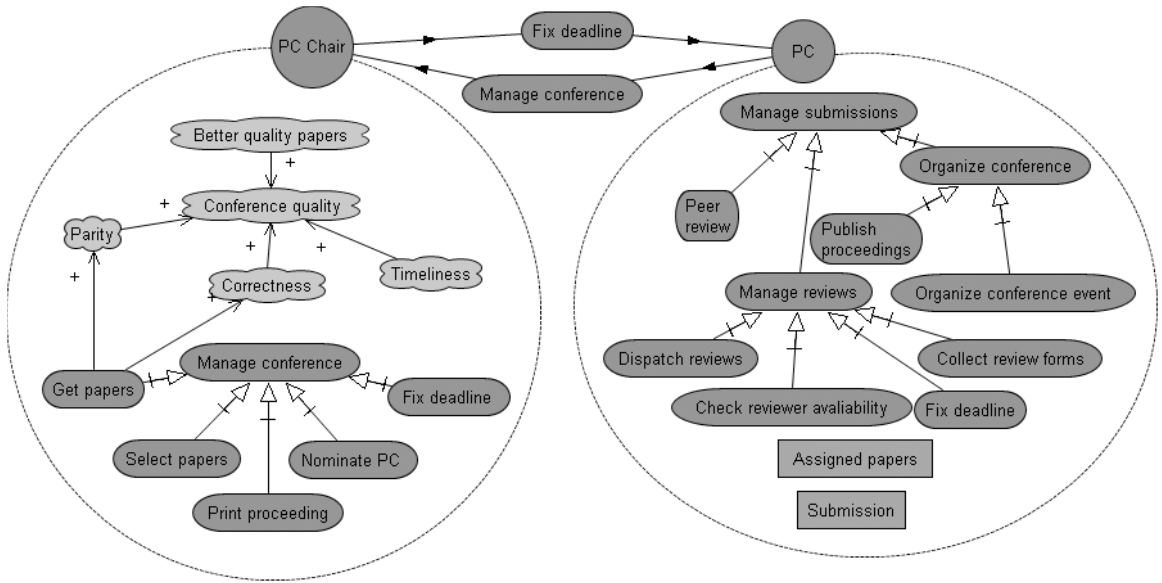 PC Chair
Fix deadline
PC
Manage conference
Better quality papers
+
Conference quality
+
Parity
+
+
+
Correctness
+
Timeliness
Manage conference
Get papers
Fix deadline
Select papers
Nominate PC
Print proceeding
Manage submissions
Organize conference
Peer
review
Publish
proceedings
Manage reviews
Organize conference event
Dispatch reviews
Collect review forms
Check reviewer avaliability
Fix deadline
Assigned papers
Submission